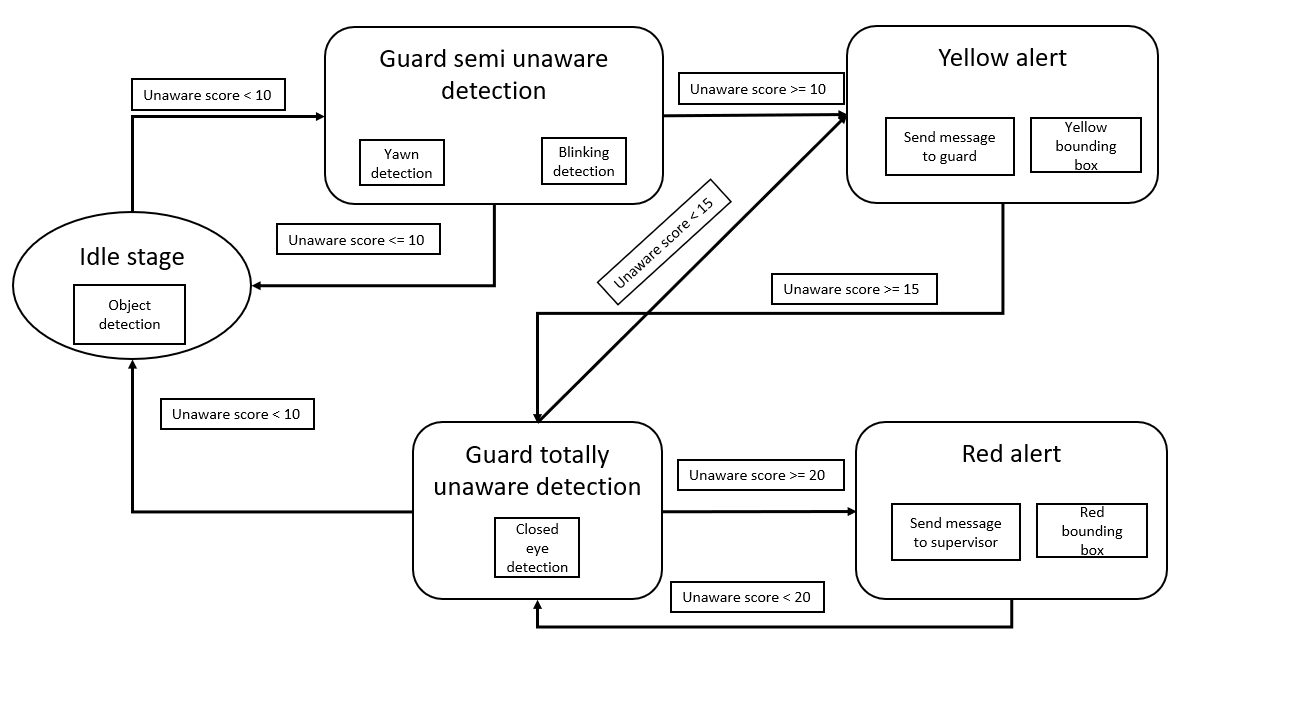 Guard semi unaware
detection
Yawn
detection
Blinking
detection
Yellow alert
Send message
to guard
Yellow
bounding
box
Unaware score < 10
Unaware score >= 10
Unaware score <= 10
Unaware score < 15
Unaware score >= 15
Idle stage
Object
detection
Unaware score < 10
Guard totally
unaware detection
Closed
eye
detection
Unaware score >= 20
Red alert
Send message
to supervisor
Red
bounding
box
Unaware score < 20